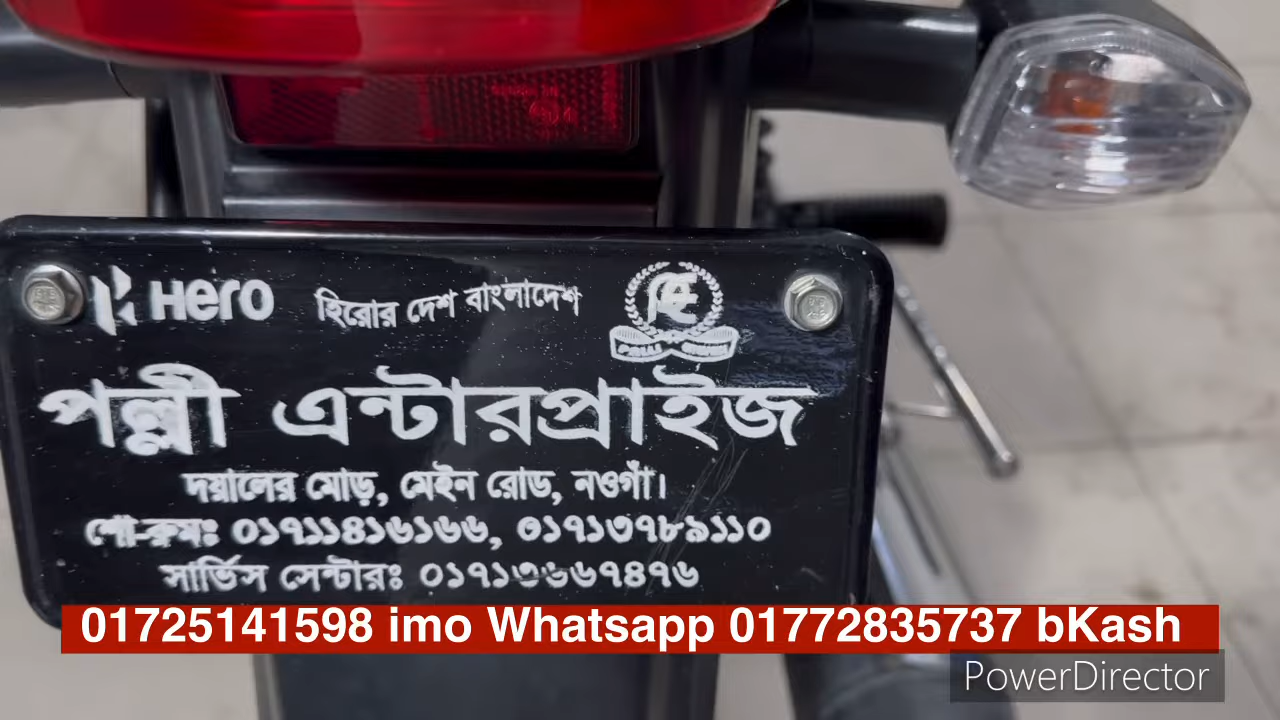 Hero হিরোর দেশ বাংলাদেশ
পল্লী এন্টারপ্রাইজ
দয়ালের মোড়, মেইন রোড, নওগাঁ।
শো-রুমঃ ০১৭১১৪১৬১৬৬, ০১৭১৩৭৮৯১১০
সার্ভিস সেন্টারঃ ০১৭১৩৬৬৭৪৭৬
01725141598 imo Whatsapp 01772835737 bKash
PowerDirector